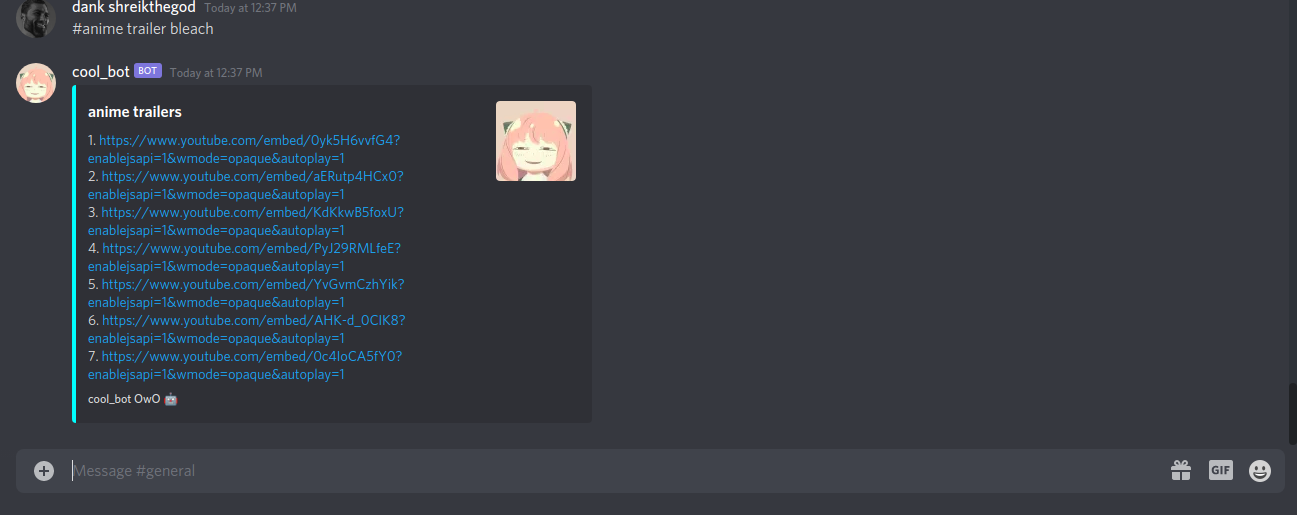 dank shreikthegod Today at 12:37 PM
#anime trailer bleach
cool_bot BOT Today at 12:37 PM
anime trailers
1. https://www.youtube.com/embed/0yk5H6vvfG4?
enablejsapi=1&wmode=opaque&autoplay=1
2. https://www.youtube.com/embed/aERutp4HCx0?
enablejsapi=1&wmode=opaque&autoplay=1
3. https://www.youtube.com/embed/KdKkwB5foxU?
enablejsapi=1&wmode=opaque&autoplay=1
4. https://www.youtube.com/embed/PyJ29RMLfeE?
enablejsapi=1&wmode=opaque&autoplay=1
5. https://www.youtube.com/embed/YvGvmCzhYik?
enablejsapi=1&wmode=opaque&autoplay=1
6. https://www.youtube.com/embed/AHK-d_0ClK8?
enablejsapi=1&wmode=opaque&autoplay=1
7. https://www.youtube.com/embed/0c4IoCA5fY0?
enablejsapi=1&wmode=opaque&autoplay=1
cool_bot OwO 🤖
Message #general
GIF